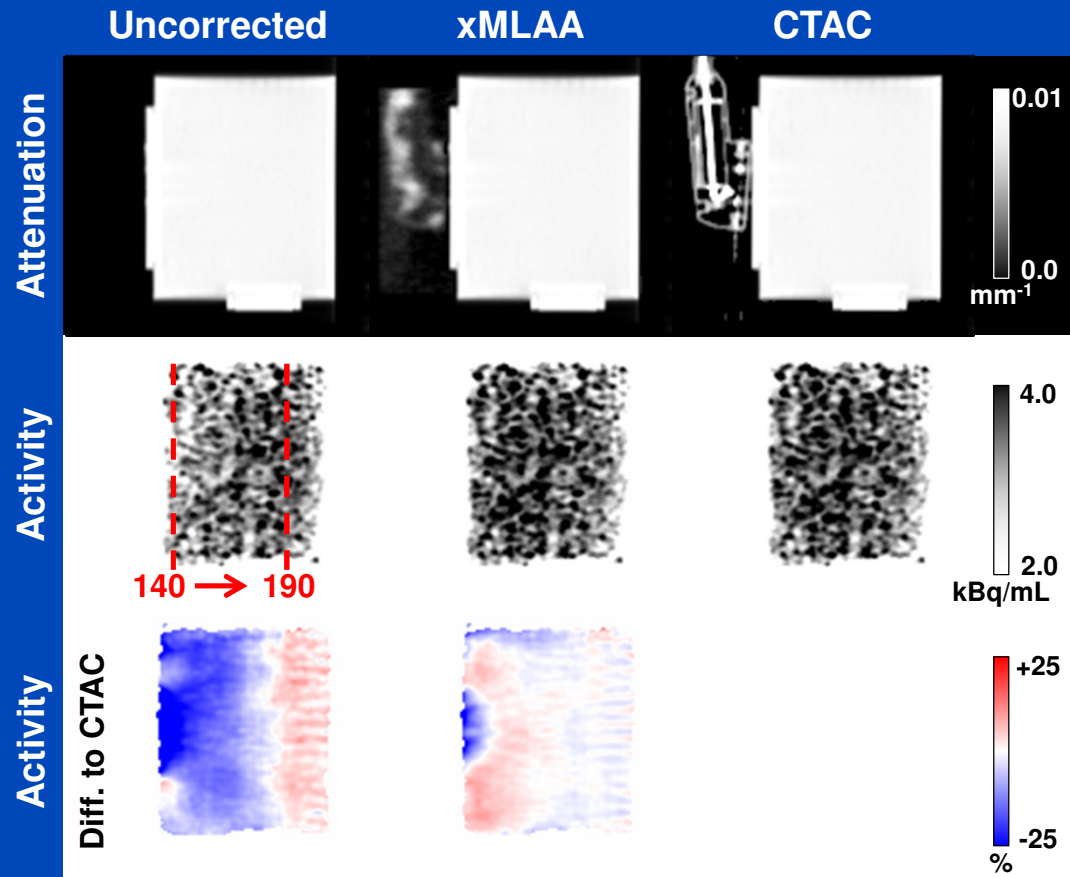 Uncorrected xMLAA CTAC
Attenuation
0.01
0.0
mm-1
Activity
4.0
2.0
kBq/mL
140 → 190
Activity
Diff. to CTAC
+25
-25
%